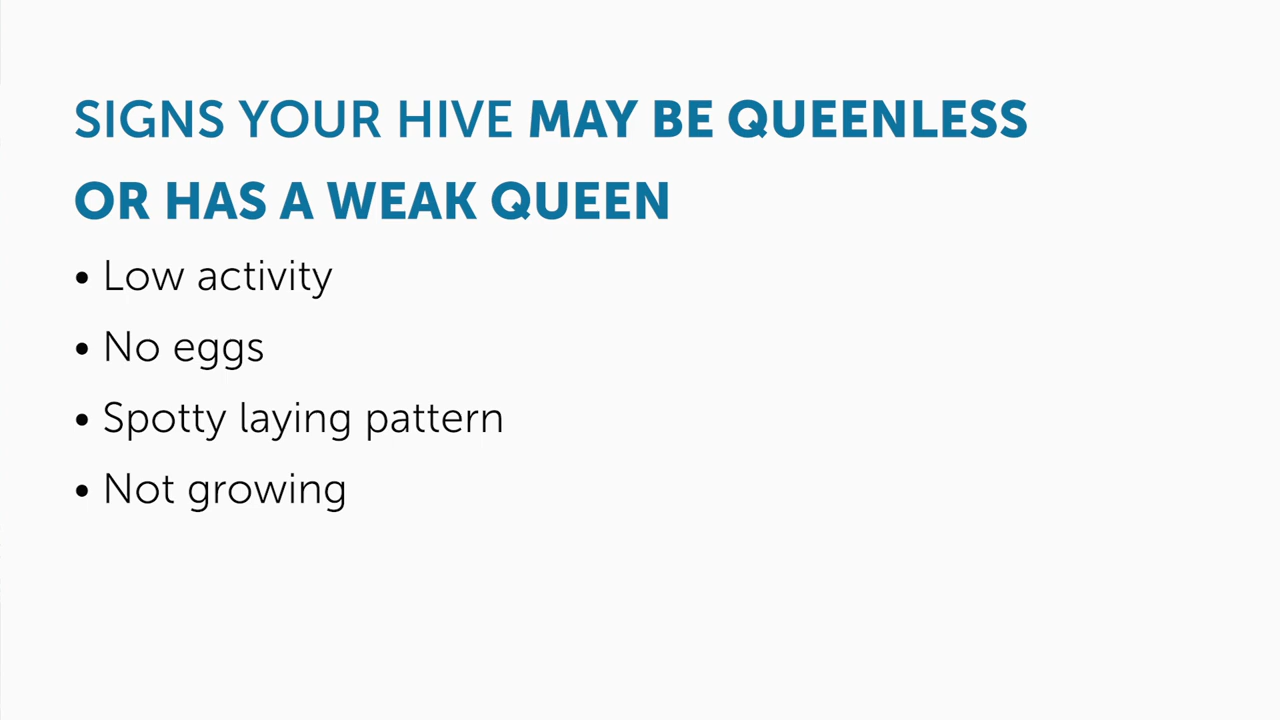 SIGNS YOUR HIVE MAY BE QUEENLESS
OR HAS A WEAK QUEEN
• Low activity
• No eggs
• Spotty laying pattern
• Not growing